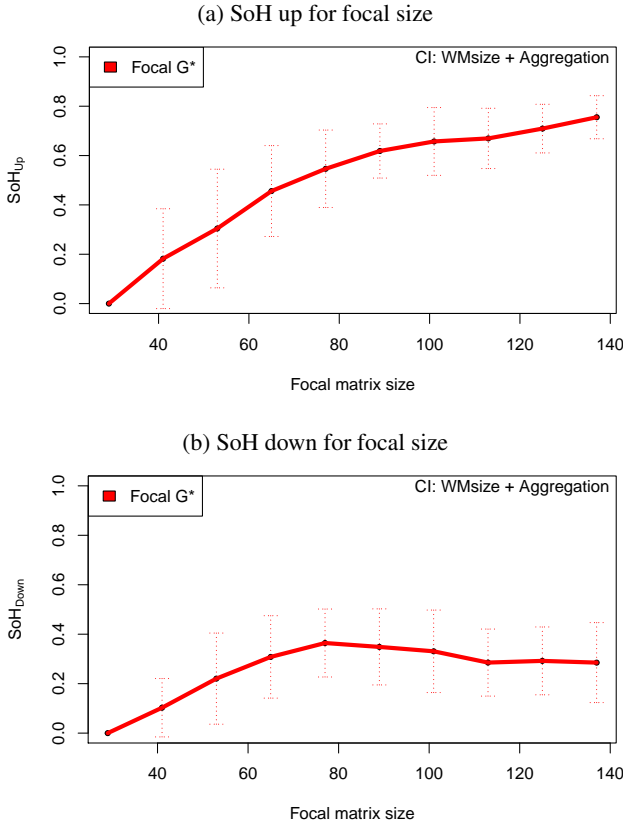 (a) SoH up for focal size
Focal G*
CI: WMsize + Aggregation
SoH_Up
1.0
0.8
0.6
0.4
0.2
0.0
40 60 80 100 120 140
Focal matrix size
(b) SoH down for focal size
Focal G*
CI: WMsize + Aggregation
SoH_Down
1.0
0.8
0.6
0.4
0.2
0.0
40 60 80 100 120 140
Focal matrix size